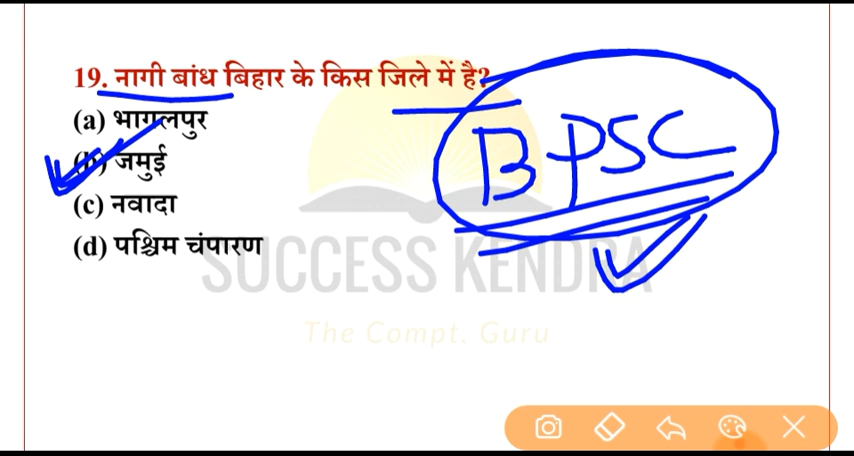 19. नागी बांध बिहार के किस जिले में है?
(a) भागलपुर
(b) जमुई
(c) नवादा
(d) पश्चिम चंपारण
BPSC
SUCCESS KENDRA
The Compt. Guru